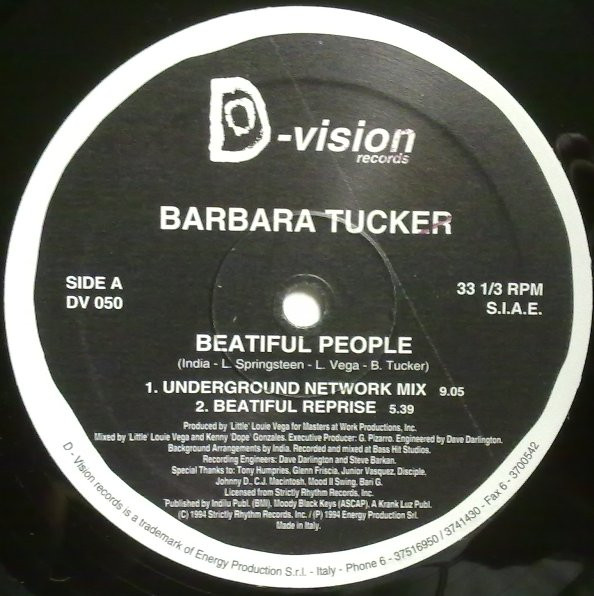 D-vision
records
BARBARA TUCKER
SIDE A
DV 050
33 1/3 RPM
S.I.A.E.
BEATIFUL PEOPLE
(India - L. Springsteen - L. Vega - B. Tucker)
1. UNDERGROUND NETWORK MIX 9.05
2. BEATIFUL REPRISE 5.39
Produced by 'Little' Louie Vega for Masters at Work Productions, Inc.
Mixed by 'Little' Louie Vega and Kenny 'Dope' Gonzales. Executive Producer: G. Pizarro. Engineered by Dave Darlington.
Background Arrangements by India. Recorded and mixed at Bass Hit Studios.
Recording Engineers: Dave Darlington and Steve Barkan.
Special Thanks to: Tony Humpries, Glenn Friscia, Junior Vasquez, Disciple,
Johnny D.. C.J. Macintosh, Mood II Swing, Bari G.
Licensed from Strictly Rhythm Records, Inc.
Published by Indilu Publ. (BMI), Moody Black Keys (ASCAP), A Krank Luz Publ.
(C) 1994 Strictly Rhythm Records, Inc. / (P) 1994 Energy Production Srl.
Made in Italy.
D - Vision records is a trademark of Energy Production S.r.l. - Italy - Phone 6 - 37516950 / 3741430 - Fax 6 - 3700542